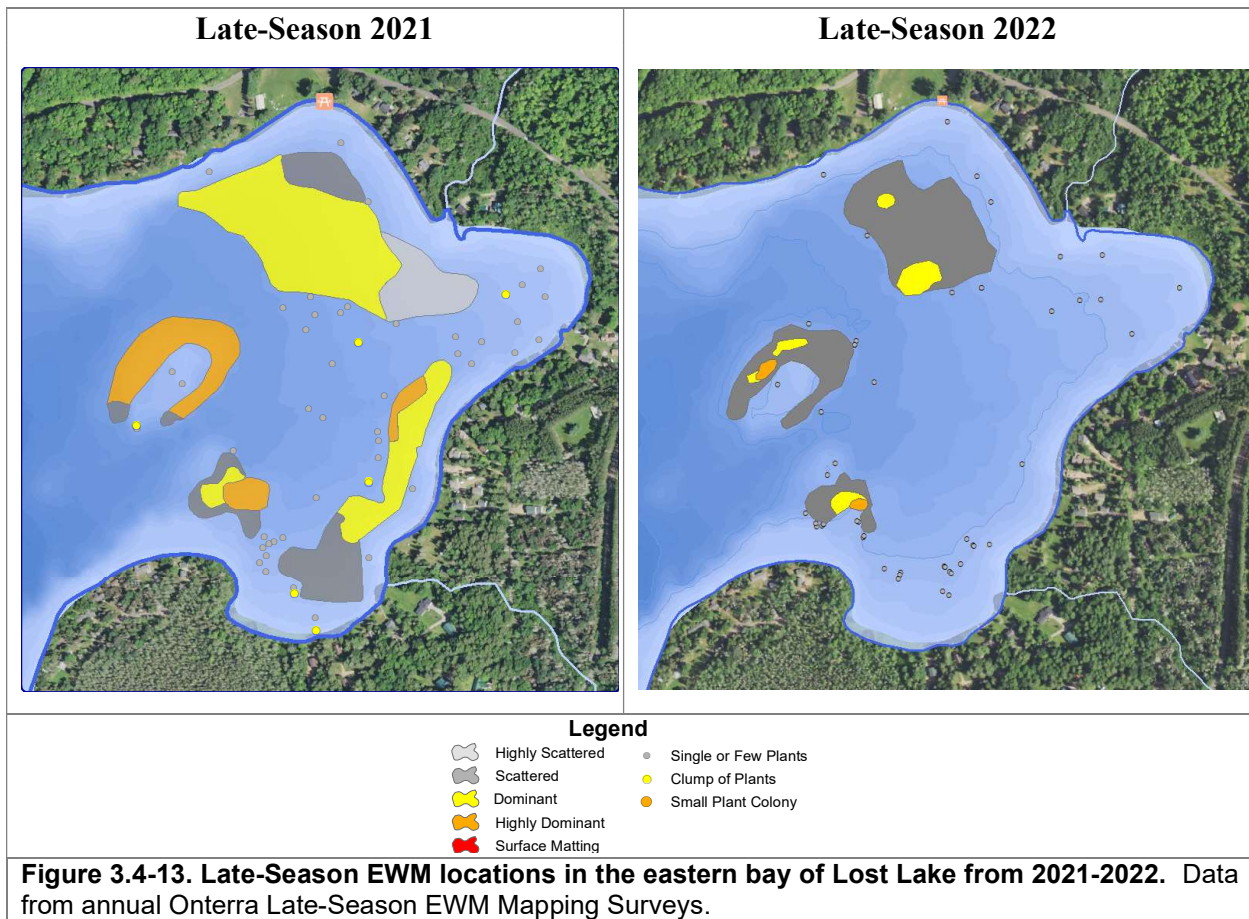 Late-Season 2021
Late-Season 2022
Legend
Highly Scattered
Scattered
Dominant
Highly Dominant
Surface Matting
Single or Few Plants
Clump of Plants
Small Plant Colony
Figure 3.4-13. Late-Season EWM locations in the eastern bay of Lost Lake from 2021-2022. Data
from annual Onterra Late-Season EWM Mapping Surveys.